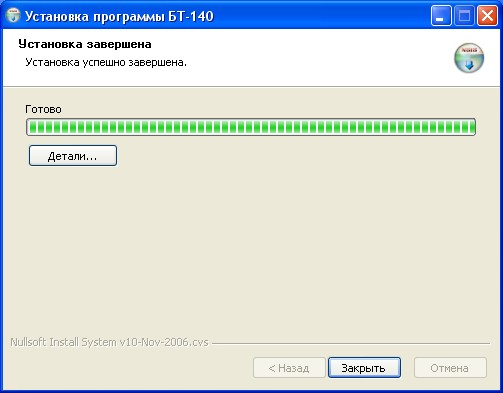 Установка программы БТ-140
Установка завершена
Установка успешно завершена.
Готово
Детали...
Nullsoft Install System v10-Nov-2006.cvs
< Назад Закрыть Отмена